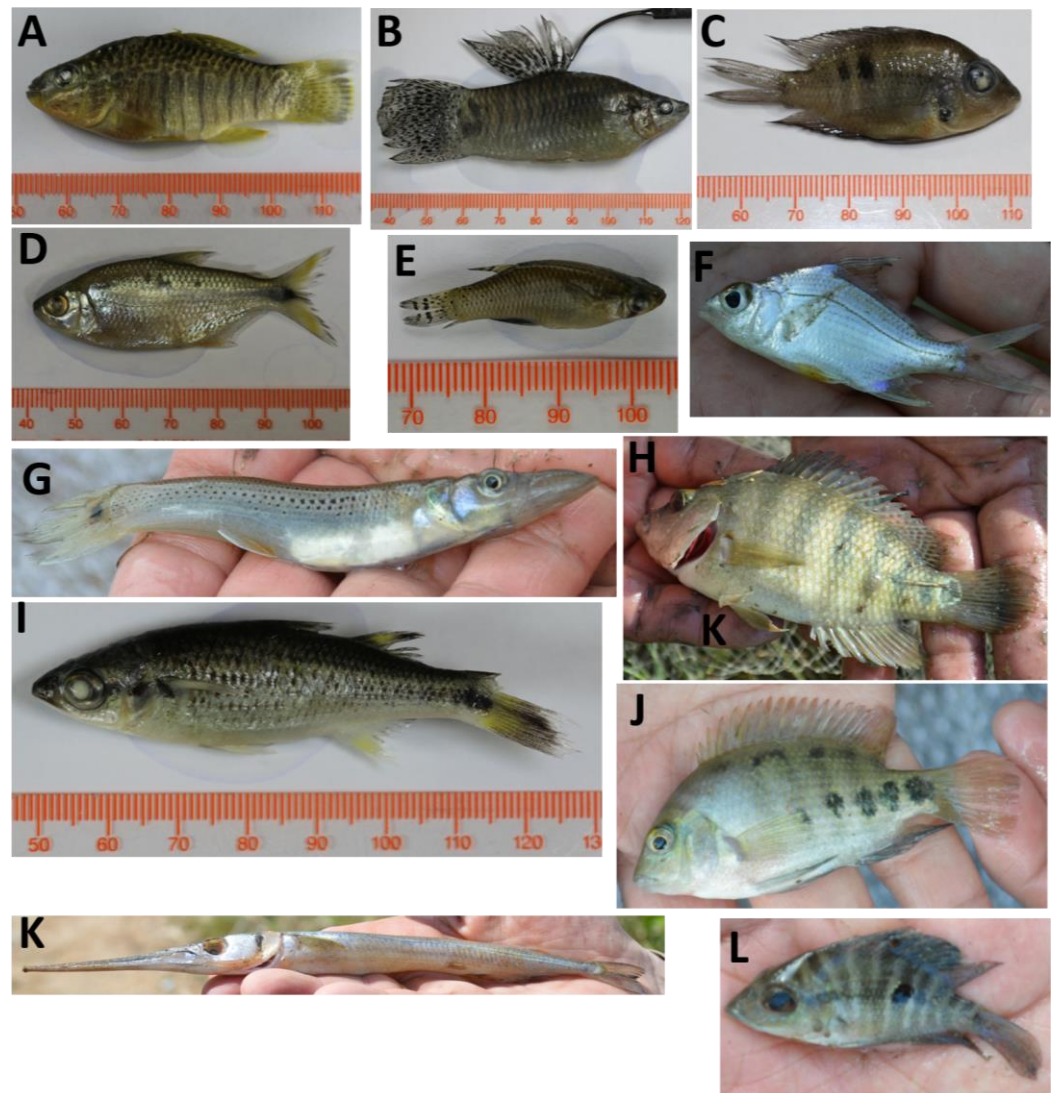 A
B
C
50 60 70 80 90 100 110
40 50 60 70 80 90 100 110 120
60 70 80 90 100 110
D
E
F
40 50 60 70 80 90 100
70 80 90 100
G
H
K
I
J
50 60 70 80 90 100 110 120 13
K
L